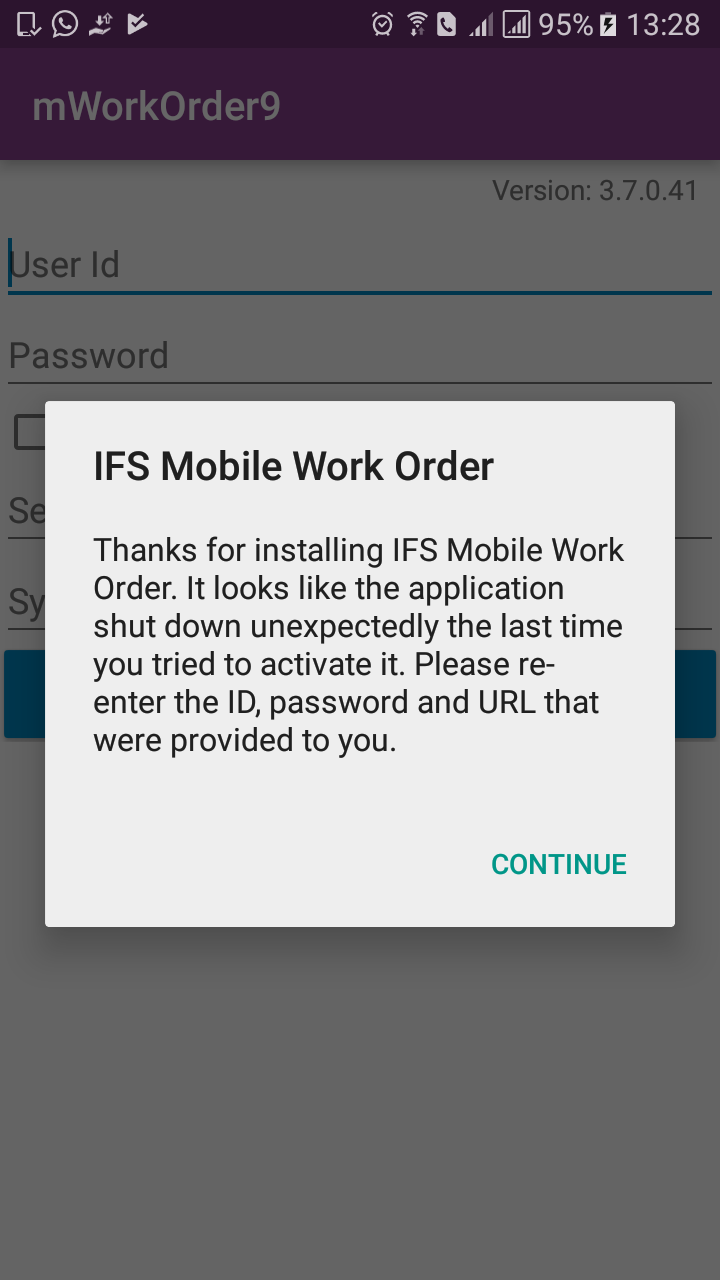 95% 13:28
mWorkOrder9
Version: 3.7.0.41
User Id
Password
Se
Sy
IFS Mobile Work Order
Thanks for installing IFS Mobile Work
Order. It looks like the application
shut down unexpectedly the last time
you tried to activate it. Please re-
enter the ID, password and URL that
were provided to you.
CONTINUE